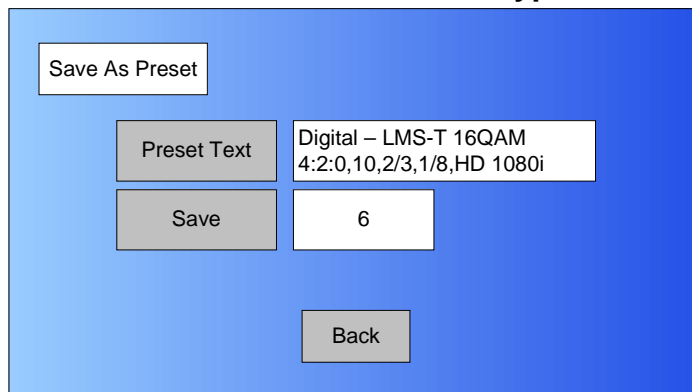 Save As Preset
Preset Text
Digital – LMS-T 16QAM
4:2:0,10,2/3,1/8,HD 1080i
Save
6
Back